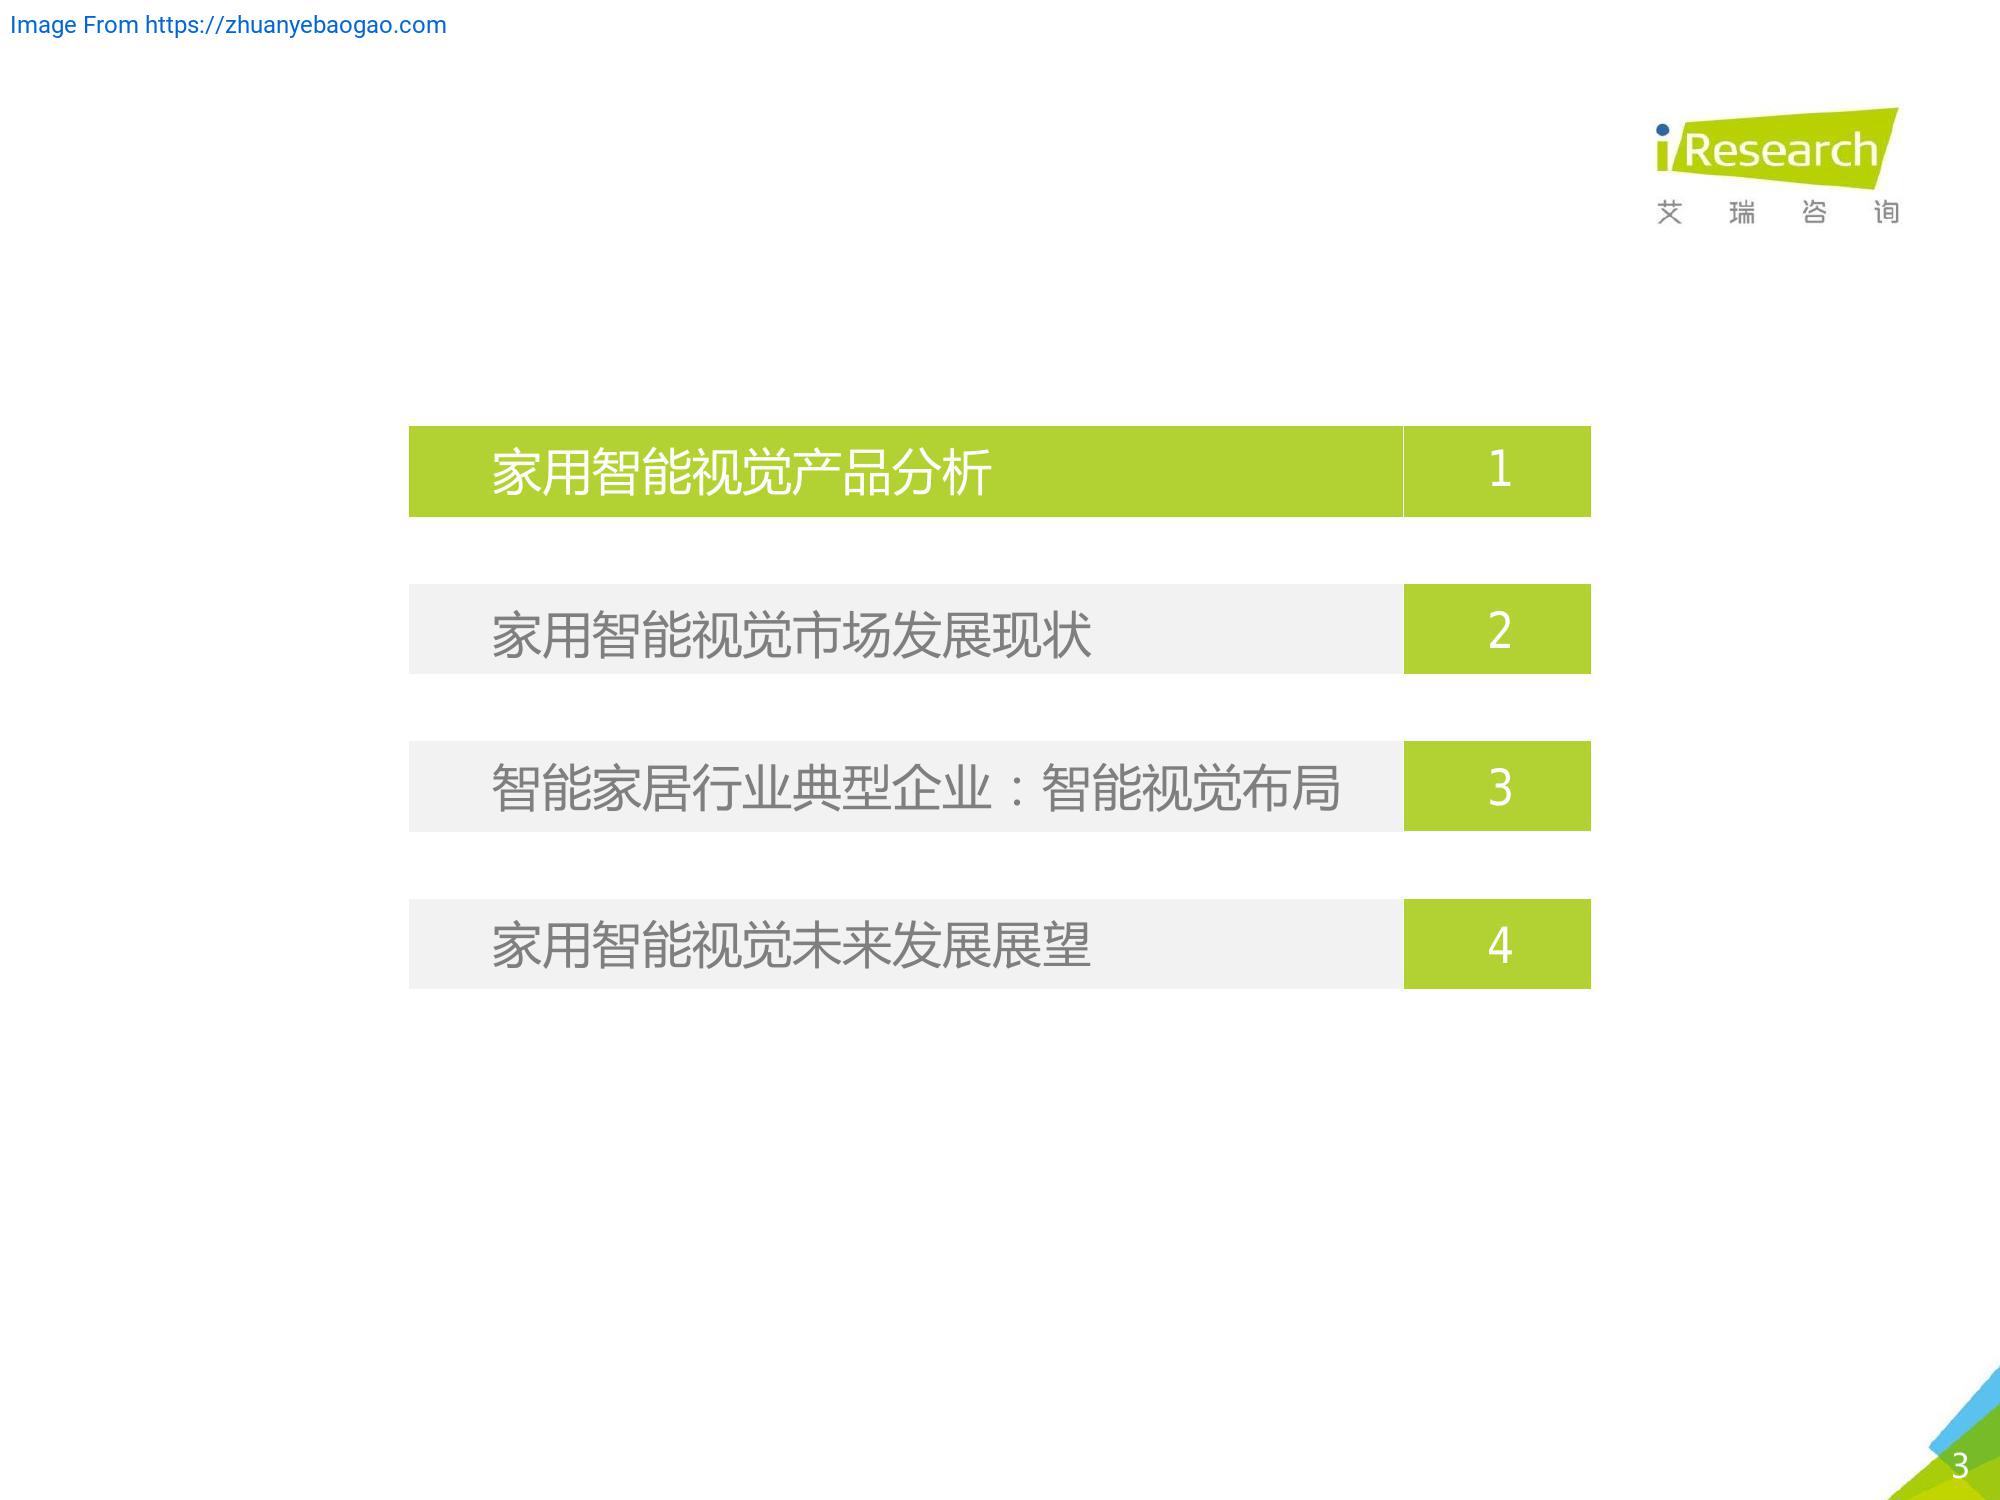 Image From https://zhuanyebaogao.com
iResearch
艾瑞咨询
家用智能视觉产品分析 1
家用智能视觉市场发展现状 2
智能家居行业典型企业：智能视觉布局 3
家用智能视觉未来发展展望 4
3